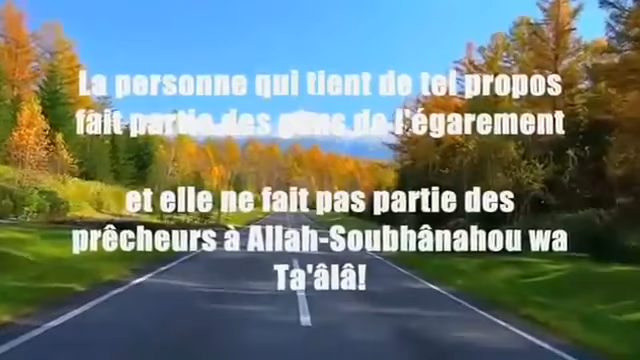 La personne qui tient de tel propos
fait partie des gens de l'égarement
et elle ne fait pas partie des
prêcheurs à Allah-Soubhânahou wa
Ta'âlâ!